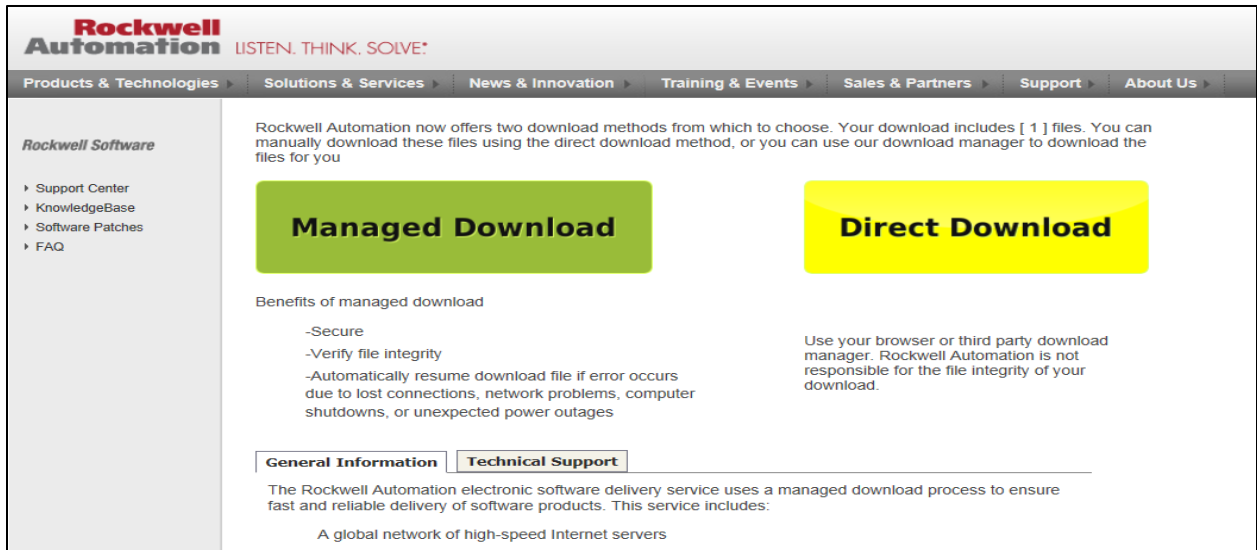 Rockwell
Automation LISTEN. THINK. SOLVE.®
Products & Technologies Solutions & Services News & Innovation Training & Events Sales & Partners Support About Us
Rockwell Software
Support Center
KnowledgeBase
Software Patches
FAQ
Rockwell Automation now offers two download methods from which to choose. Your download includes [ 1 ] files. You can
manually download these files using the direct download method, or you can use our download manager to download the
files for you
Managed Download
Direct Download
Benefits of managed download
-Secure
-Verify file integrity
-Automatically resume download file if error occurs
due to lost connections, network problems, computer
shutdowns, or unexpected power outages
Use your browser or third party download
manager. Rockwell Automation is not
responsible for the file integrity of your
download.
General Information Technical Support
The Rockwell Automation electronic software delivery service uses a managed download process to ensure
fast and reliable delivery of software products. This service includes:
A global network of high-speed Internet servers